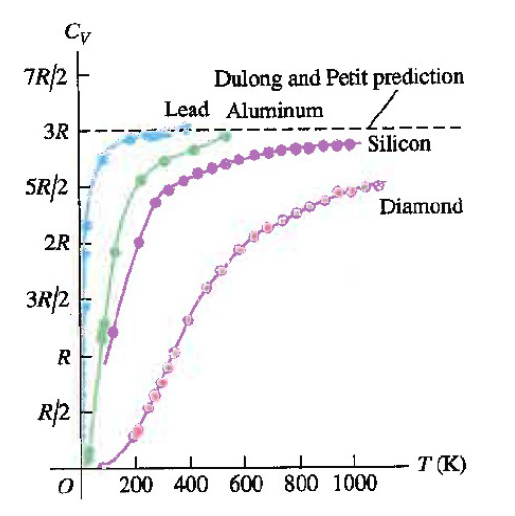 C_V
7R/2
Dulong and Petit prediction
Lead Aluminum
3R
Silicon
5R/2
Diamond
2R
3R/2
R
R/2
T (K)
O 200 400 600 800 1000